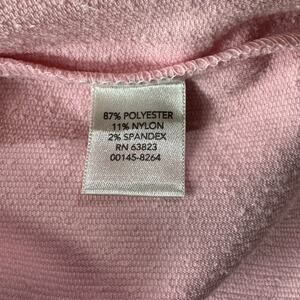 87% POLYESTER
11% NYLON
2% SPANDEX
RN 63823
00145-8264